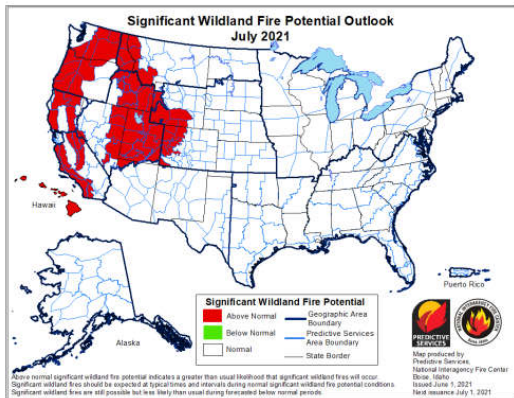 Significant Wildland Fire Potential Outlook
July 2021
Hawaii
Alaska
Puerto Rico
Significant Wildland Fire Potential
Above Normal
Below Normal
Normal
Geographic Area
Boundary
Predictive Services
Area Boundary
State Border
PREDICTIVE
SERVICES
NATIONAL INTERAGENCY FIRE CENTER
Map produced by
Predictive Services,
National Interagency Fire Center
Boise, Idaho
Issued June 1, 2021
Next issuance July 1, 2021
Above normal significant wildland fire potential indicates a greater than usual likelihood that significant wildland fires will occur.
Significant wildland fires should be expected at typical times and intervals during normal significant wildland fire potential conditions.
Significant wildland fires are still possible but less likely than usual during forecasted below normal periods.